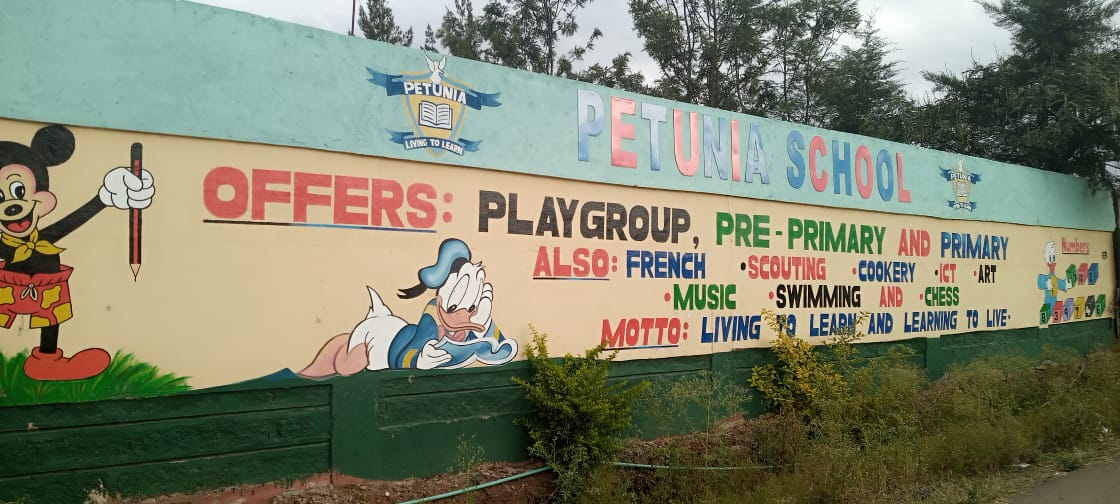 PETUNIA
LIVING TO LEARN
PETUNIA SCHOOL
PETUNIA
OFFERS: PLAYGROUP, PRE-PRIMARY AND PRIMARY
ALSO: FRENCH •SCOUTING •COOKERY •ICT •ART
•MUSIC •SWIMMING AND •CHESS
MOTTO: LIVING TO LEARN AND LEARNING TO LIVE•
Numbers